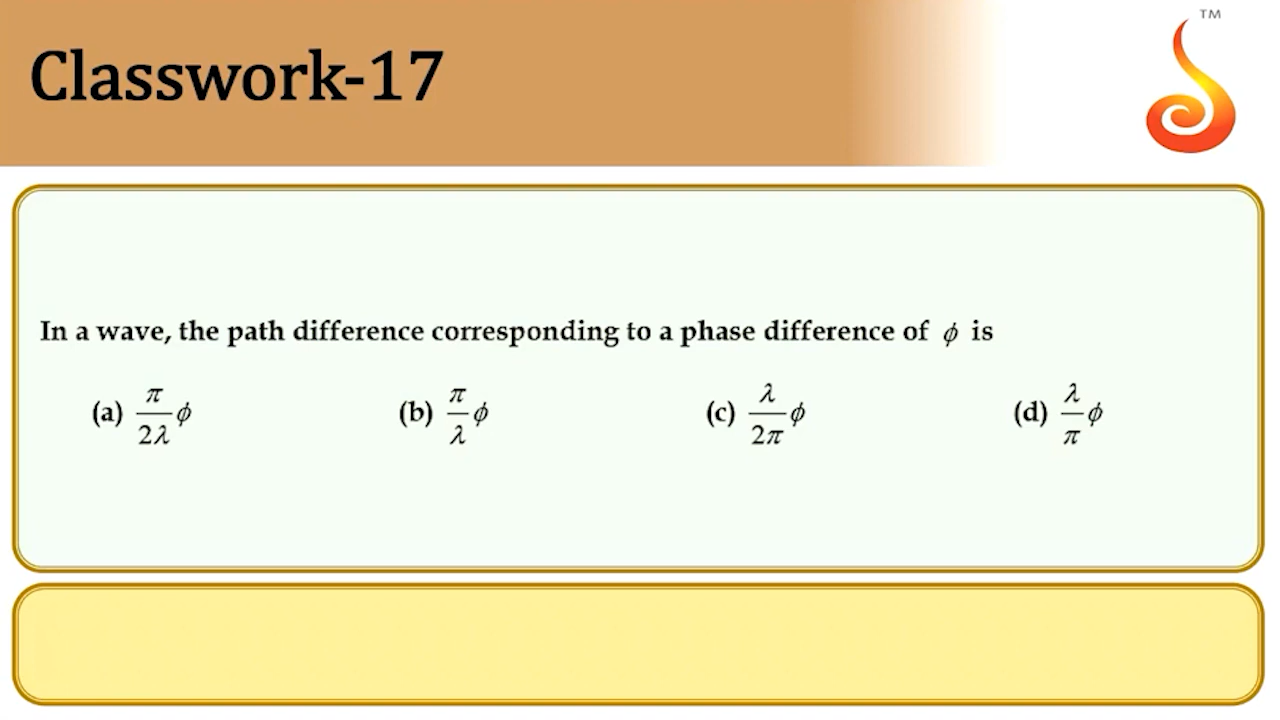 TM
Classwork-17
In a wave, the path difference corresponding to a phase difference of ϕ is
(a) π/2λ ϕ (b) π/λ ϕ (c) λ/2π ϕ (d) λ/π ϕ